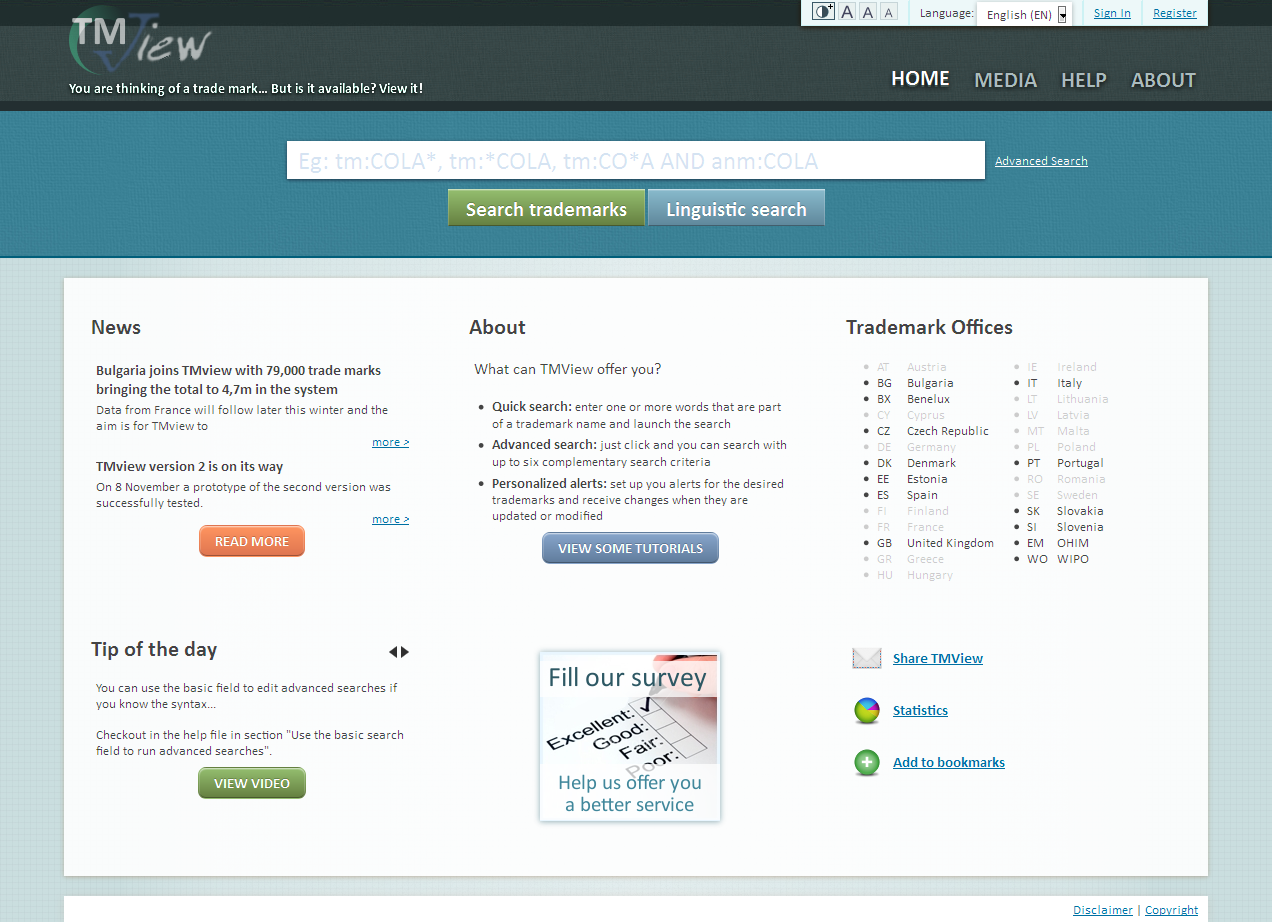 A A A
Language: English (EN)
Sign In
Register
TMView
You are thinking of a trade mark... But is it available? View it!
HOME
MEDIA
HELP
ABOUT
Eg: tm:COLA*, tm:*COLA, tm:CO*A AND anm:COLA
Advanced Search
Search trademarks
Linguistic search
News
Bulgaria joins TMview with 79,000 trade marks
bringing the total to 4,7m in the system
Data from France will follow later this winter and the
aim is for TMview to
more >
TMview version 2 is on its way
On 8 November a prototype of the second version was
successfully tested.
more >
READ MORE
About
What can TMView offer you?
• Quick search: enter one or more words that are part
of a trademark name and launch the search
• Advanced search: just click and you can search with
up to six complementary search criteria
• Personalized alerts: set up you alerts for the desired
trademarks and receive changes when they are
updated or modified
VIEW SOME TUTORIALS
Trademark Offices
• AT Austria
• BG Bulgaria
• BX Benelux
• CY Cyprus
• CZ Czech Republic
• DE Germany
• DK Denmark
• EE Estonia
• ES Spain
• FI Finland
• FR France
• GB United Kingdom
• GR Greece
• HU Hungary
• IE Ireland
• IT Italy
• LT Lithuania
• LV Latvia
• MT Malta
• PL Poland
• PT Portugal
• RO Romania
• SE Sweden
• SK Slovakia
• SI Slovenia
• EM OHIM
• WO WIPO
Tip of the day
You can use the basic field to edit advanced searches if
you know the syntax...
Checkout in the help file in section "Use the basic search
field to run advanced searches".
VIEW VIDEO
Fill our survey
Excellent:
Good:
Fair:
Poor:
Help us offer you
a better service
Share TMView
Statistics
Add to bookmarks
Disclaimer | Copyright